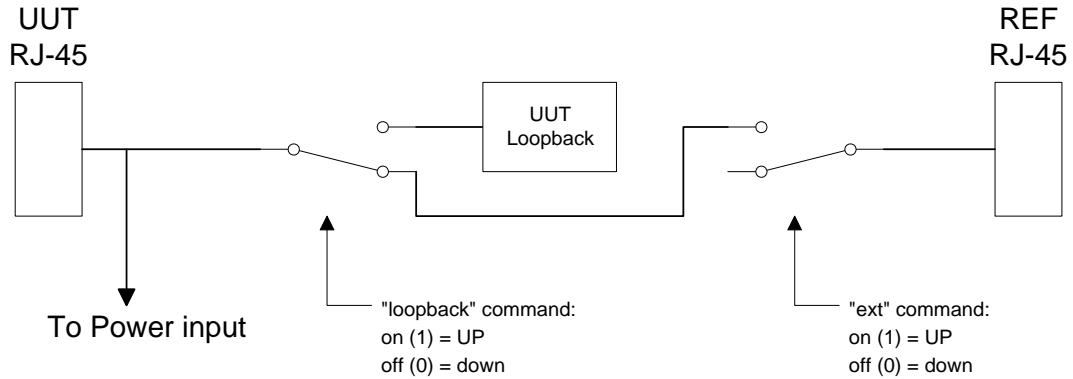 UUT
RJ-45
REF
RJ-45
UUT
Loopback
To Power input
"loopback" command:
on (1) = UP
off (0) = down
"ext" command:
on (1) = UP
off (0) = down